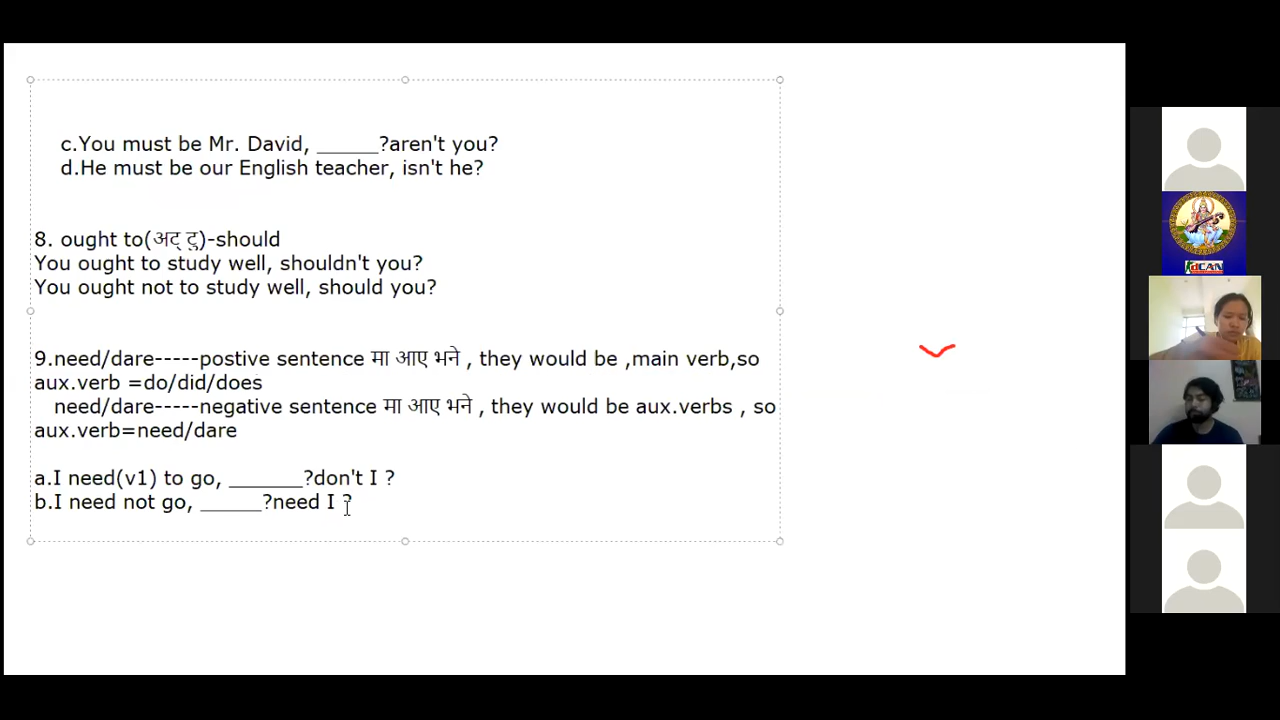 c.You must be Mr. David, ______?aren't you?
d.He must be our English teacher, isn't he?
8. ought to(अट् टु)-should
You ought to study well, shouldn't you?
You ought not to study well, should you?
9.need/dare-----postive sentence मा आए भने , they would be ,main verb,so
aux.verb =do/did/does
need/dare-----negative sentence मा आए भने , they would be aux.verbs , so
aux.verb=need/dare
a.I need(v1) to go, _______?don't I ?
b.I need not go, ______?need I ?